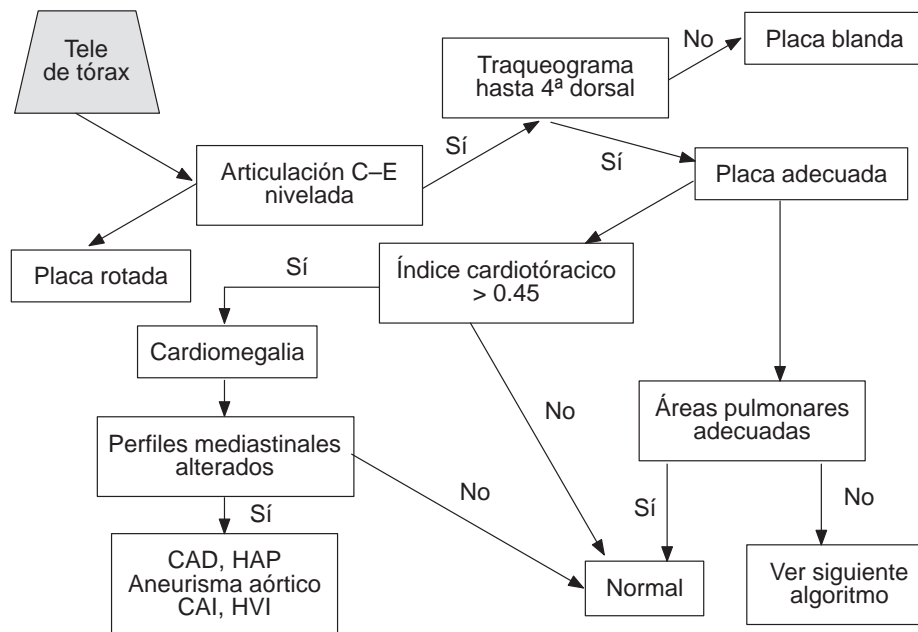 Tele
de tórax
Traqueograma
hasta 4ª dorsal
No
Placa blanda
Sí
Sí
Articulación C–E
nivelada
Placa adecuada
Placa rotada
Sí
Índice cardiotóracico
> 0.45
Cardiomegalia
No
Áreas pulmonares
adecuadas
Perfiles mediastinales
alterados
No
Sí
No
Sí
CAD, HAP
Aneurisma aórtico
CAI, HVI
Normal
Ver siguiente
algoritmo